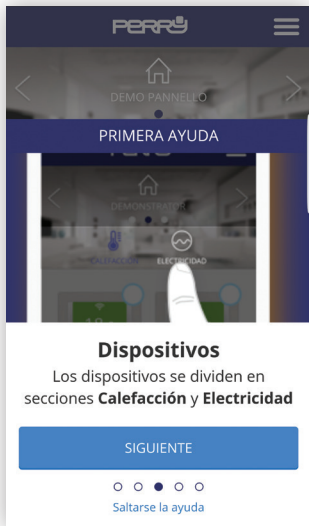 PERRY
DEMO PANNELLO
PRIMERA AYUDA
DEMONSTRATOR
CALEFACCIÓN
ELECTRICIDAD
Dispositivos
Los dispositivos se dividen en
secciones Calefacción y Electricidad
SIGUIENTE
Saltarse la ayuda